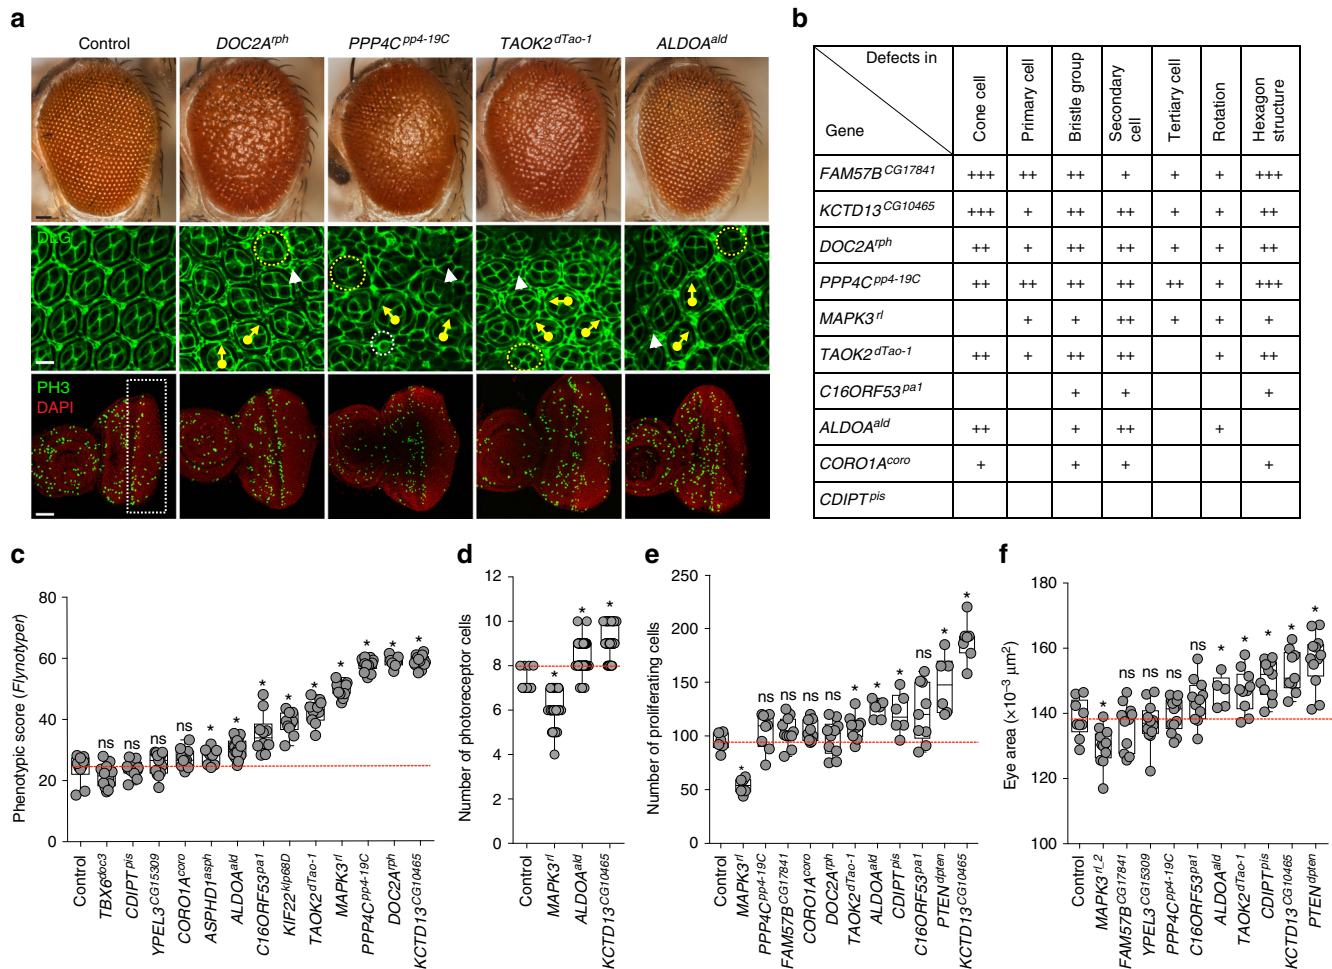 a
Control
DOC2A rph
PPP4C pp4-19C
TAOK2 dTao-1
ALDOA ald
DLG
PH3
DAPI
b
Defects in
Gene
Cone cell
Primary cell
Bristle group
Secondary cell
Tertiary cell
Rotation
Hexagon structure
FAM57B CG17841 +++ ++ ++ + + + +++
KCTD13 CG10465 +++ + ++ ++ + + ++
DOC2A rph ++ + ++ ++ + + ++
PPP4C pp4-19C ++ ++ ++ ++ ++ + +++
MAPK3 rl + + ++ + + +
TAOK2 dTao-1 ++ + ++ ++ + ++
C16ORF53 pa1 + + +
ALDOA ald ++ + ++ +
CORO1A coro + + + +
CDIPT pis
c
Phenotypic score (Flynotyper)
80
60
40
20
0
ns ns ns ns * * * * * * * * *
Control
TBX6 doc3
CDIPT pis
YPEL3 CG15309
CORO1A coro
ASPHD1 asph
ALDOA ald
C16ORF53 pa1
KIF22 klp68D
TAOK2 dTao-1
MAPK3 rl
PPP4C pp4-19C
DOC2A rph
KCTD13 CG10465
d
Number of photoreceptor cells
12
10
8
6
4
2
0
* * *
Control
MAPK3 rl
ALDOA ald
KCTD13 CG10465
e
Number of proliferating cells
250
200
150
100
50
0
* ns ns ns ns * * * ns * *
Control
MAPK3 rl
PPP4C pp4-19C
FAM57B CG17841
CORO1A coro
DOC2A rph
TAOK2 dTao-1
ALDOA ald
CDIPT pis
C16ORF53 pa1
PTEN dpten
KCTD13 CG10465
f
Eye area (×10−3 µm2)
180
160
140
120
100
* ns ns ns ns * * * * *
Control
MAPK3 rl_2
FAM57B CG17841
YPEL3 CG15309
PPP4C pp4-19C
C16ORF53 pa1
ALDOA ald
TAOK2 dTao-1
CDIPT pis
KCTD13 CG10465
PTEN dpten